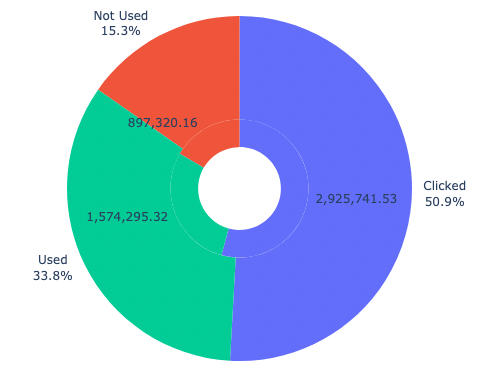 Not Used
15.3%
897,320.16
Clicked
50.9%
2,925,741.53
1,574,295.32
Used
33.8%